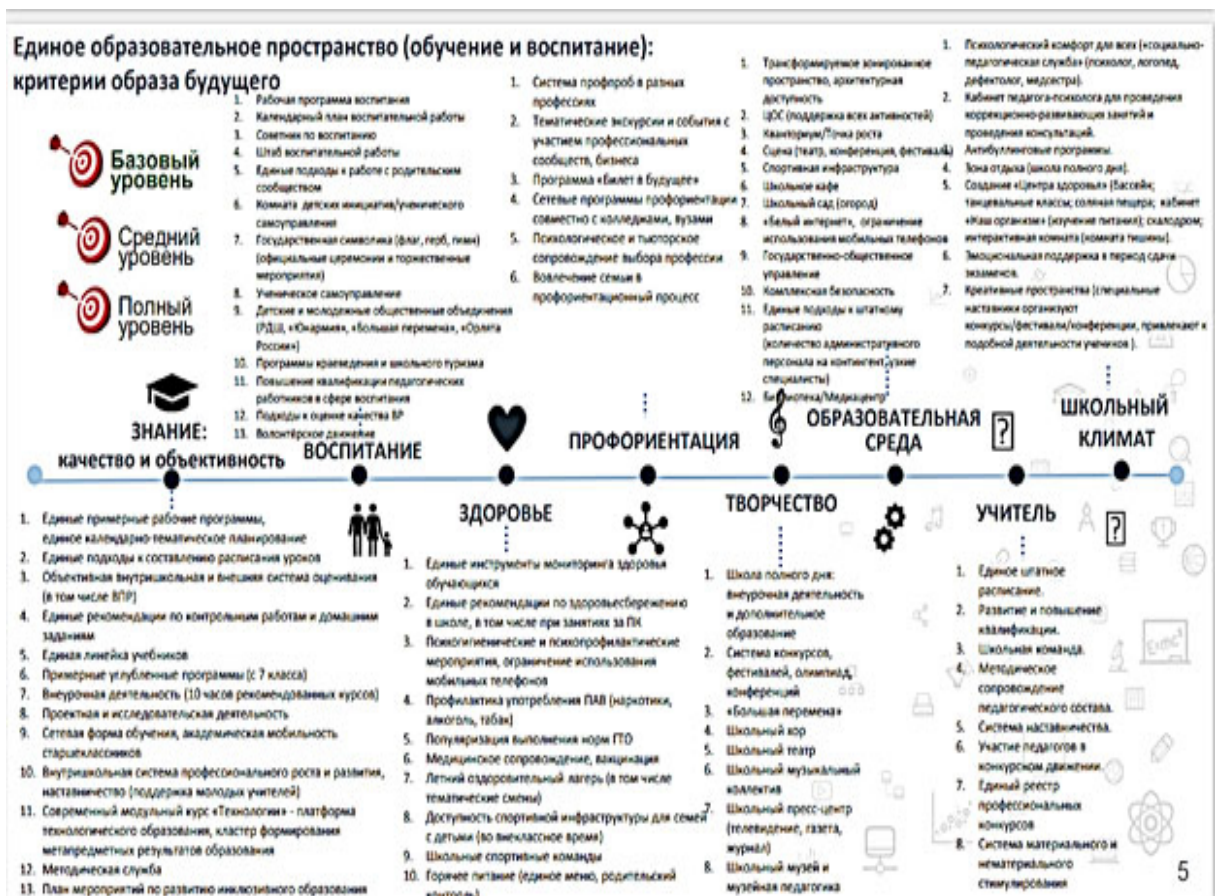 Единое образовательное пространство (обучение и воспитание):
критерии образа будущего
Базовый
уровень
Средний
уровень
Полный
уровень
1. Рабочая программа воспитания
2. Календарный план воспитательной работы
3. Советник по воспитанию
4. Штаб воспитательной работы
5. Единые подходы к работе с родительским
сообществом
6. Комната детских инициатив/ученического
самоуправления
7. Государственная символика (флаг, герб, гимн)
(официальные церемонии и торжественные
мероприятия)
8. Ученическое самоуправление
9. Детские и молодежные общественные объединения
(РДШ, «Юнармия», «Большая перемена», «Орлята
России»)
10. Программы краеведения и школьного туризма
11. Повышение квалификации педагогических
работников в сфере воспитания
12. Подходы к оценке качества ВР
13. Волонтёрское движение
1. Система профпроб в разных
профессиях
2. Тематические экскурсии и события с
участием профессиональных
сообществ, бизнеса
3. Программа «Билет в будущее»
4. Сетевые программы профориентации
совместно с колледжами, вузами
5. Психологическое и тьюторское
сопровождение выбора профессии
6. Вовлечение семьи в
профориентационный процесс
1. Трансформируемое зонированное
пространство, архитектурная
доступность
2. ЦОС (поддержка всех активностей)
3. Кванториум/Точка роста
4. Сцена (театр, конференция, фестиваль)
5. Спортивная инфраструктура
6. Школьное кафе
7. Школьный сад (огород)
8. «Белый интернет», ограничение
использования мобильных телефонов
9. Государственно-общественное
управление
10. Комплексная безопасность
11. Единые подходы к штатному
расписанию
(количество административного
персонала на контингент, узкие
специалисты)
12. Библиотека/Медиацентр
1. Психологический комфорт для всех («социально-
педагогическая служба» (психолог, логопед,
дефектолог, медсестра).
2. Кабинет педагога-психолога для проведения
коррекционно-развивающих занятий и
проведения консультаций.
3. Антибуллинговые программы.
4. Зона отдыха (школа полного дня).
5. Создание «Центра здоровья» (бассейн;
танцевальные классы; соляная пещера; кабинет
«Наш организм» (изучение питания); скалодром;
интерактивная комната (комната тишины).
6. Эмоциональная поддержка в период сдачи
экзаменов.
7. Креативные пространства (специальные
наставники организуют
конкурсы/фестивали/конференции, привлекают к
подобной деятельности учеников ).
ЗНАНИЕ:
качество и объективность
ВОСПИТАНИЕ
ЗДОРОВЬЕ
ПРОФОРИЕНТАЦИЯ
ТВОРЧЕСТВО
ОБРАЗОВАТЕЛЬНАЯ
СРЕДА
УЧИТЕЛЬ
ШКОЛЬНЫЙ
КЛИМАТ
1. Единые примерные рабочие программы,
единое календарно-тематическое планирование
2. Единые подходы к составлению расписания уроков
3. Объективная внутришкольная и внешняя система оценивания
(в том числе ВПР)
4. Единые рекомендации по контрольным работам и домашним
заданиям
5. Единая линейка учебников
6. Примерные углубленные программы (с 7 класса)
7. Внеурочная деятельность (10 часов рекомендованных курсов)
8. Проектная и исследовательская деятельность
9. Сетевая форма обучения, академическая мобильность
старшеклассников
10. Внутришкольная система профессионального роста и развития,
наставничество (поддержка молодых учителей)
11. Современный модульный курс «Технологии» - платформа
технологического образования, кластер формирования
метапредметных результатов образования
12. Методическая служба
13. План мероприятий по развитию инклюзивного образования
1. Единые инструменты мониторинга здоровья
обучающихся
2. Единые рекомендации по здоровьесбережению
в школе, в том числе при занятиях за ПК
3. Психогигиенические и психопрофилактические
мероприятия, ограничение использования
мобильных телефонов
4. Профилактика употребления ПАВ (наркотики,
алкоголь, табак)
5. Популяризация выполнения норм ГТО
6. Медицинское сопровождение, вакцинация
7. Летний оздоровительный лагерь (в том числе
тематические смены)
8. Доступность спортивной инфраструктуры для семей
с детьми (во внеклассное время)
9. Школьные спортивные команды
10. Горячее питание (единое меню, родительский
контроль)
1. Школа полного дня:
внеурочная деятельность
и дополнительное
образование
2. Система конкурсов,
фестивалей, олимпиад,
конференций
3. «Большая перемена»
4. Школьный хор
5. Школьный театр
6. Школьный музыкальный
коллектив
7. Школьный пресс-центр
(телевидение, газета,
журнал)
8. Школьный музей и
музейная педагогика
1. Единое штатное
расписание.
2. Развитие и повышение
квалификации.
3. Школьная команда.
4. Методическое
сопровождение
педагогического состава.
5. Система наставничества.
6. Участие педагогов в
конкурсном движении.
7. Единый реестр
профессиональных
конкурсов
8. Система материального и
нематериального
стимулирования
5